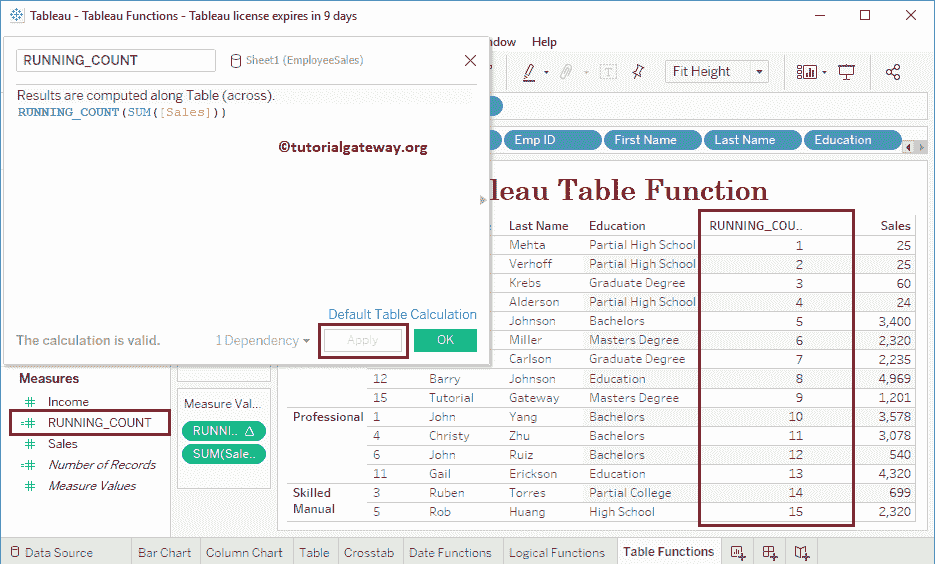 Tableau - Tableau Functions - Tableau license expires in 9 days
ndow Help
RUNNING_COUNT
Sheet1 (EmployeeSales)
Fit Height
Results are computed along Table (across).
RUNNING_COUNT(SUM([Sales]))
©tutorialgateway.org
Emp ID First Name Last Name Education
leau Table Function
Last Name Education RUNNING_COU.. Sales
Mehta Partial High School 1 25
Verhoff Partial High School 2 25
Krebs Graduate Degree 3 60
Alderson Partial High School 4 24
Johnson Bachelors 5 3,400
Miller Masters Degree 6 2,320
Carlson Graduate Degree 7 2,235
12 Barry Johnson Education 8 4,969
15 Tutorial Gateway Masters Degree 9 1,201
Professional 1 John Yang Bachelors 10 3,578
4 Christy Zhu Bachelors 11 3,078
6 John Ruiz Bachelors 12 540
11 Gail Erickson Education 13 4,320
Skilled Manual 3 Ruben Torres Partial College 14 699
5 Rob Huang High School 15 2,320
Default Table Calculation
The calculation is valid. 1 Dependency Apply OK
Measures
Income
RUNNING_COUNT
Sales
Number of Records
Measure Values
Measure Val...
RUNNI.. Δ
SUM(Sale..
Data Source Bar Chart Column Chart Table Crosstab Date Functions Logical Functions Table Functions